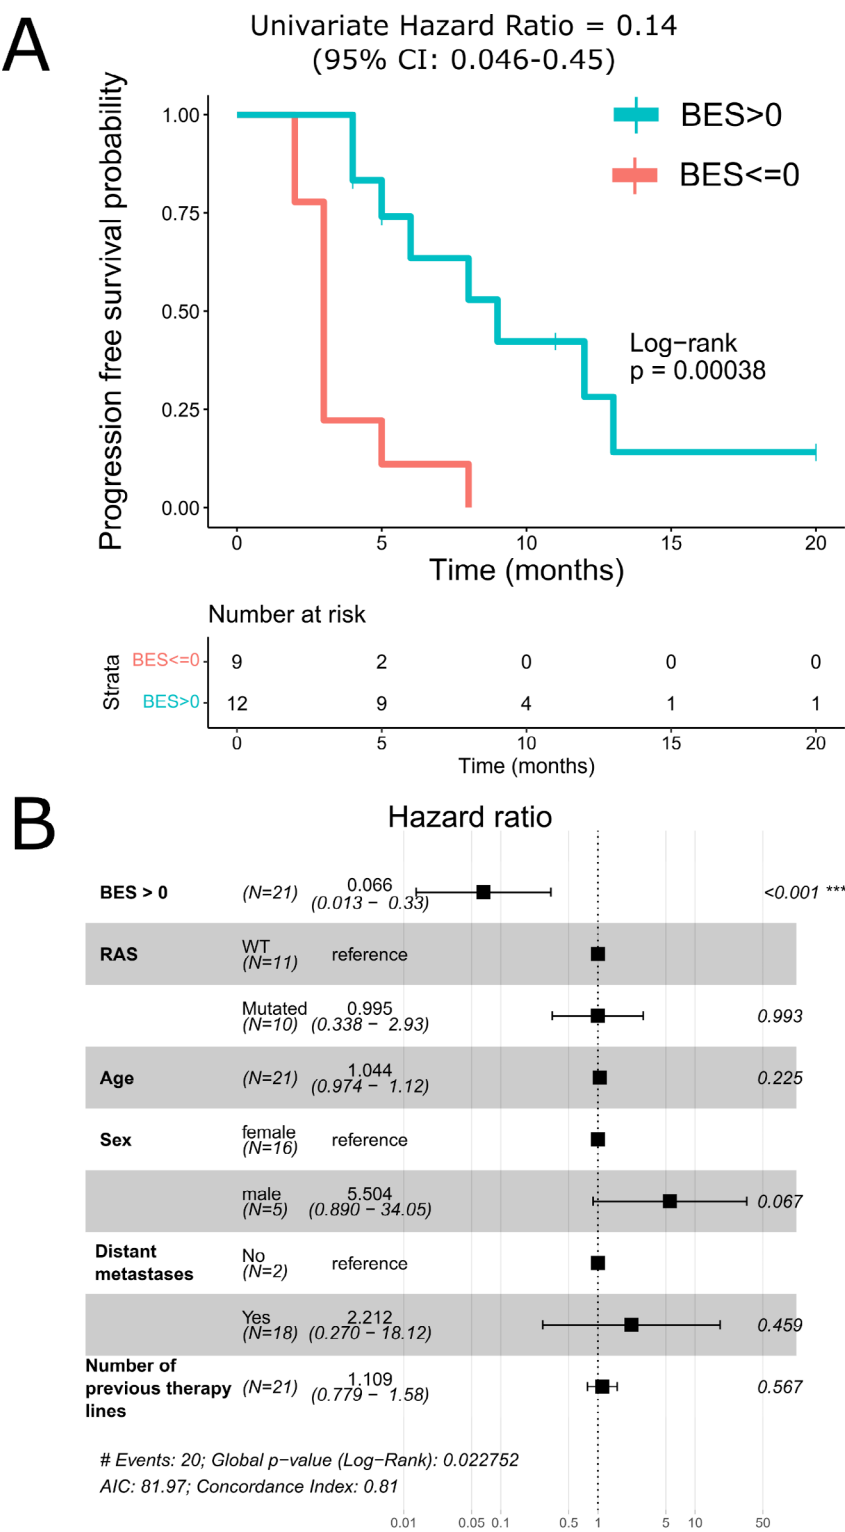 A
Univariate Hazard Ratio = 0.14
(95% CI: 0.046-0.45)
Progression free survival probability
1.00
0.75
0.50
0.25
0.00
BES>0
BES<=0
Log−rank
p = 0.00038
0 5 10 15 20
Time (months)
Number at risk
Strata
BES<=0 9 2 0 0 0
BES>0 12 9 4 1 1
0 5 10 15 20
Time (months)
B
Hazard ratio
BES > 0 (N=21) 0.066 (0.013 − 0.33) <0.001 ***
RAS WT (N=11) reference
Mutated (N=10) 0.995 (0.338 − 2.93) 0.993
Age (N=21) 1.044 (0.974 − 1.12) 0.225
Sex female (N=16) reference
male (N=5) 5.504 (0.890 − 34.05) 0.067
Distant
metastases No (N=2) reference
Yes (N=18) 2.212 (0.270 − 18.12) 0.459
Number of
previous therapy
lines (N=21) 1.109 (0.779 − 1.58) 0.567
# Events: 20; Global p−value (Log−Rank): 0.022752
AIC: 81.97; Concordance Index: 0.81
0.01 0.05 0.1 0.5 1 5 10 50